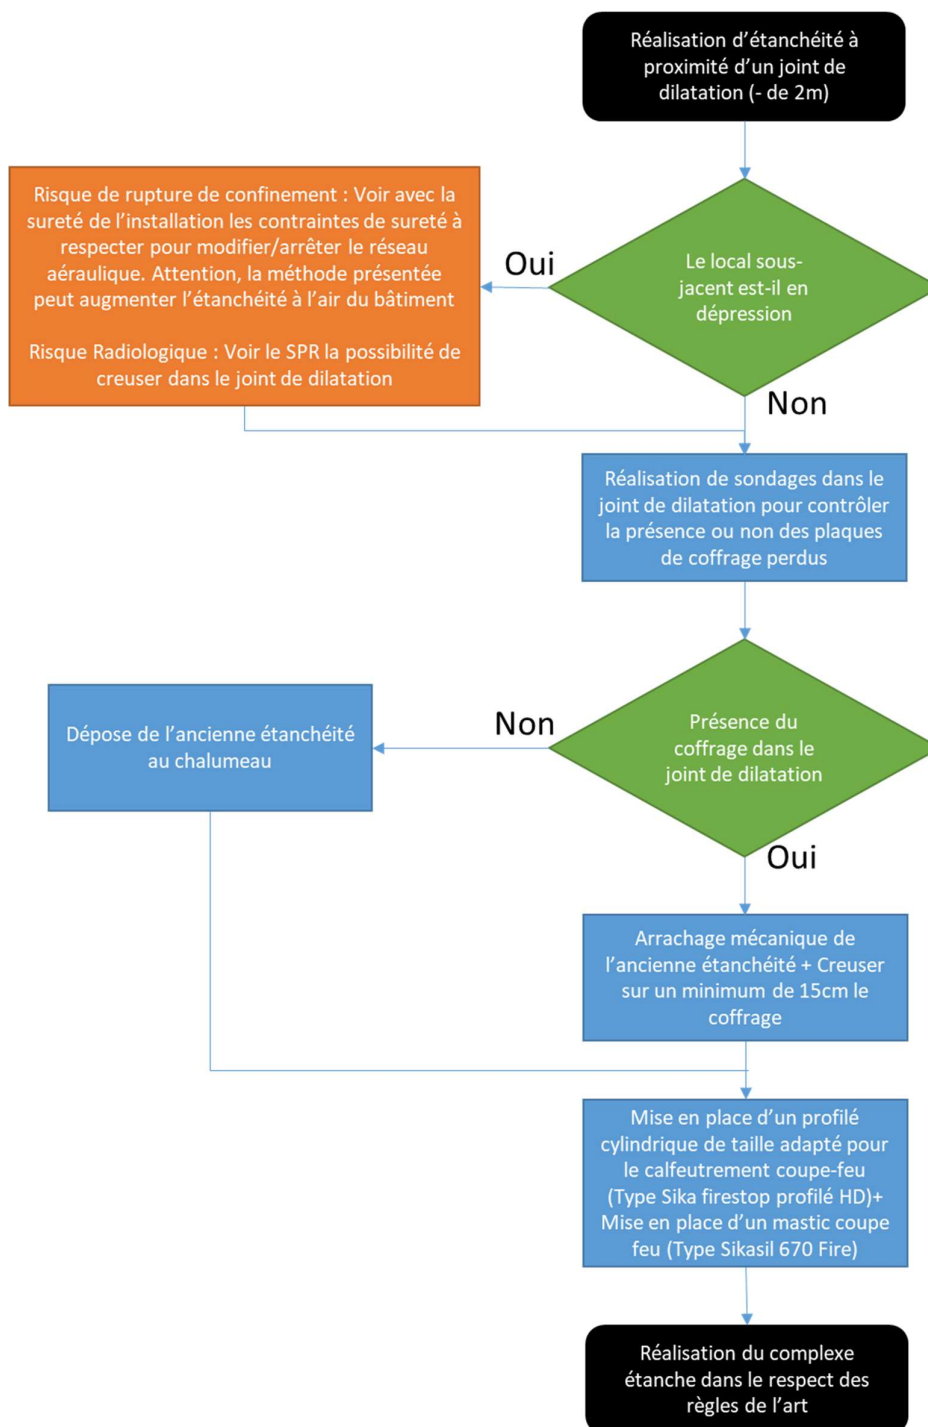 Réalisation d’étanchéité à
proximité d’un joint de
dilatation (- de 2m)
Le local sous-
jacent est-il en
dépression
Oui
Risque de rupture de confinement : Voir avec la
sureté de l’installation les contraintes de sureté à
respecter pour modifier/arrêter le réseau
aéraulique. Attention, la méthode présentée
peut augmenter l’étanchéité à l’air du bâtiment
Risque Radiologique : Voir le SPR la possibilité de
creuser dans le joint de dilatation
Non
Réalisation de sondages dans le
joint de dilatation pour contrôler
la présence ou non des plaques
de coffrage perdus
Présence du
coffrage dans le
joint de dilatation
Non
Dépose de l’ancienne étanchéité
au chalumeau
Oui
Arrachage mécanique de
l’ancienne étanchéité + Creuser
sur un minimum de 15cm le
coffrage
Mise en place d’un profilé
cylindrique de taille adapté pour
le calfeutrement coupe-feu
(Type Sika firestop profilé HD)+
Mise en place d’un mastic coupe
feu (Type Sikasil 670 Fire)
Réalisation du complexe
étanche dans le respect des
règles de l’art